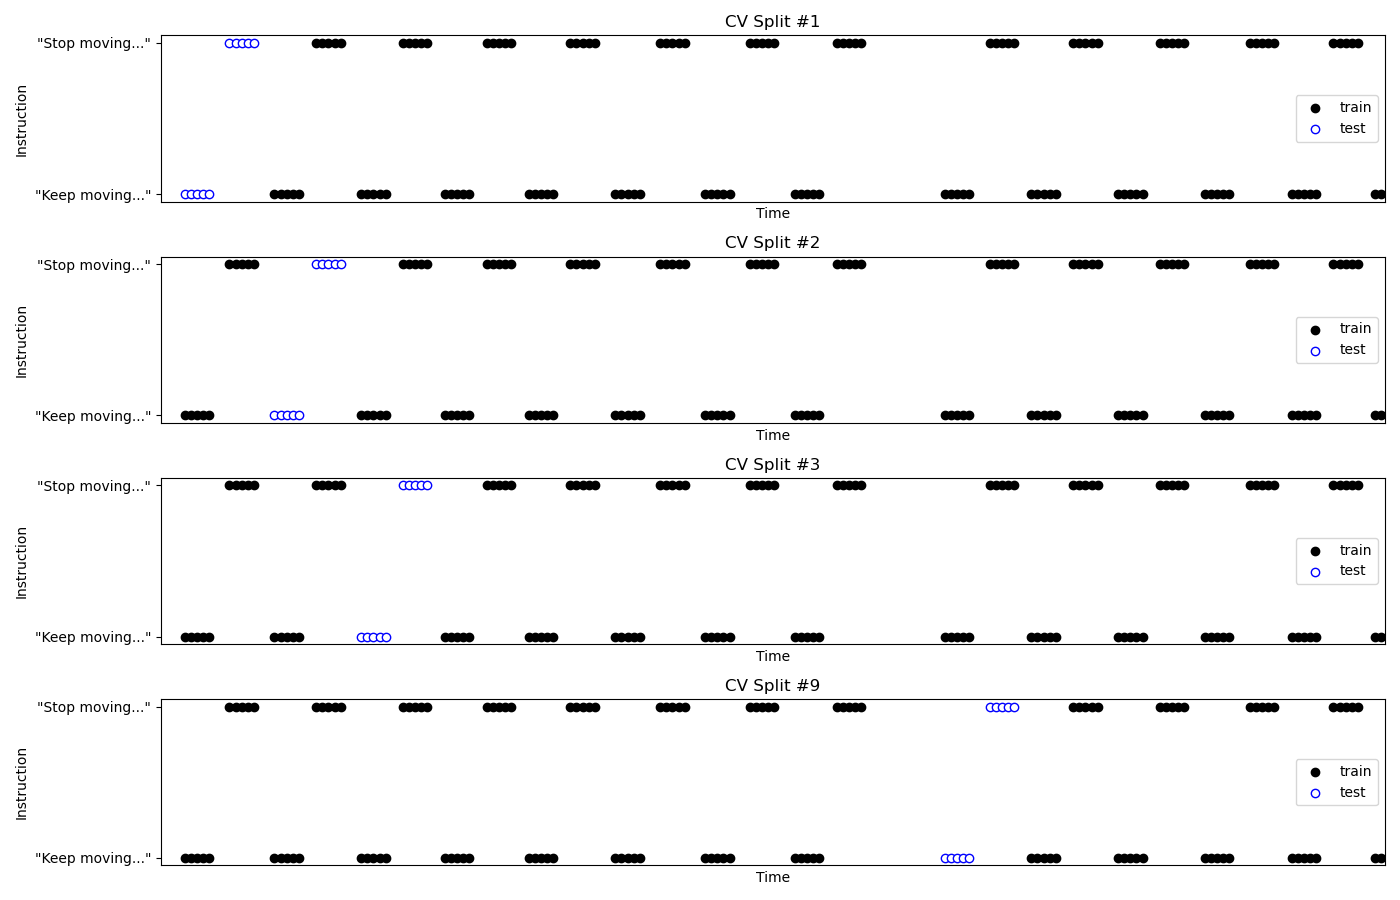 CV Split #1
"Stop moving..."
"Keep moving..."
Instruction
Time
train
test
CV Split #2
"Stop moving..."
"Keep moving..."
Instruction
Time
train
test
CV Split #3
"Stop moving..."
"Keep moving..."
Instruction
Time
train
test
CV Split #9
"Stop moving..."
"Keep moving..."
Instruction
Time
train
test